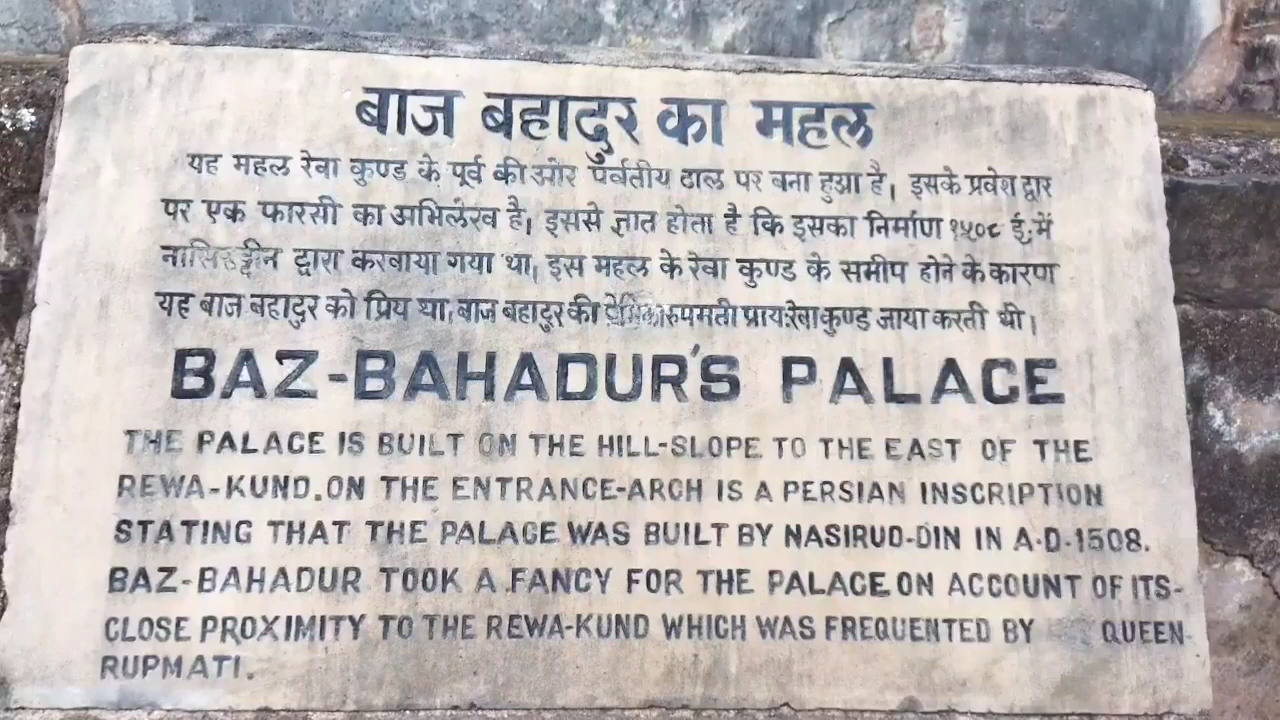 बाज बहादुर का महल
यह महल रेवा कुण्ड के पूर्व की ओर पर्वतीय ढाल पर बना हुआ है। इसके प्रवेश द्वार
पर एक फारसी का अभिलेख है। इससे ज्ञात होता है कि इसका निर्माण १५०८ ई. में
नासिरुद्दीन द्वारा करवाया गया था, इस महल के रेवा कुण्ड के समीप होने के कारण
यह बाज बहादुर को प्रिय था, बाज बहादुर की रुपमती प्राय: रेवा कुण्ड जाया करती थी।
BAZ-BAHADUR'S PALACE
THE PALACE IS BUILT ON THE HILL-SLOPE TO THE EAST OF THE
REWA-KUND. ON THE ENTRANCE-ARCH IS A PERSIAN INSCRIPTION
STATING THAT THE PALACE WAS BUILT BY NASIRUD-DIN IN A.D.1508.
BAZ-BAHADUR TOOK A FANCY FOR THE PALACE ON ACCOUNT OF ITS-
CLOSE PROXIMITY TO THE REWA-KUND WHICH WAS FREQUENTED BY QUEEN
RUPMATI.